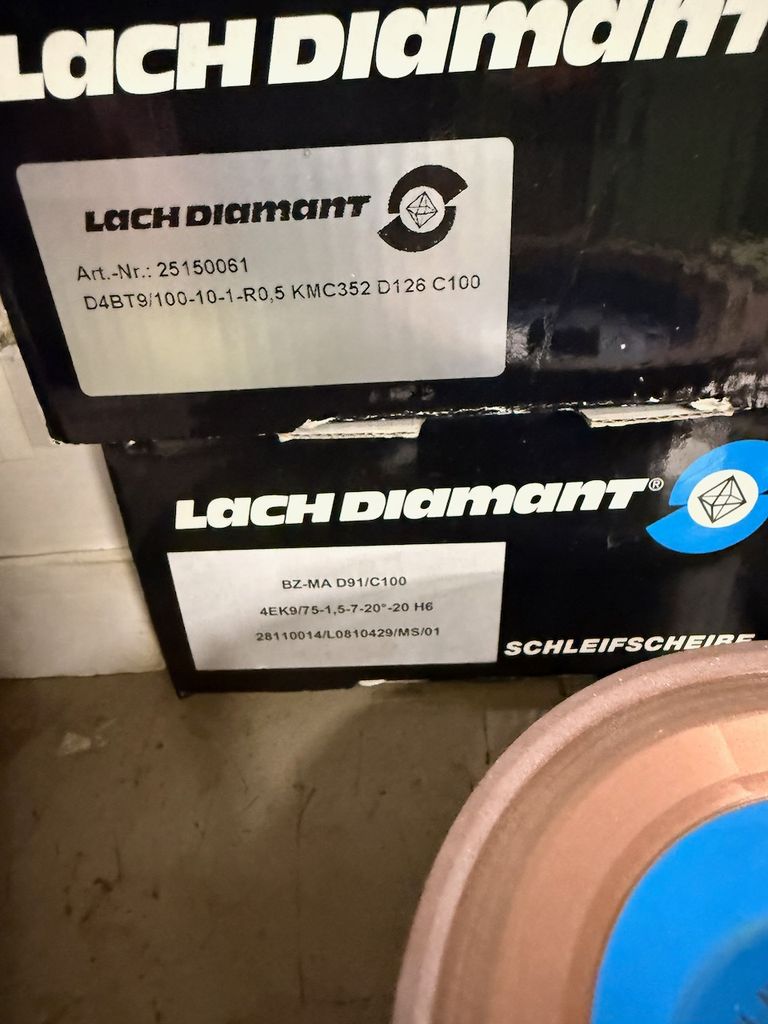 LACH DIAMANT
LACH DIAMANT
Art.-Nr.: 25150061
D4BT9/100-10-1-R0,5 KMC352 D126 C100
LACH DIAMANT®
BZ-MA D91/C100
4EK9/75-1,5-7-20°-20 H6
28110014/L0810429/MS/01
SCHLEIFSCHEIBE